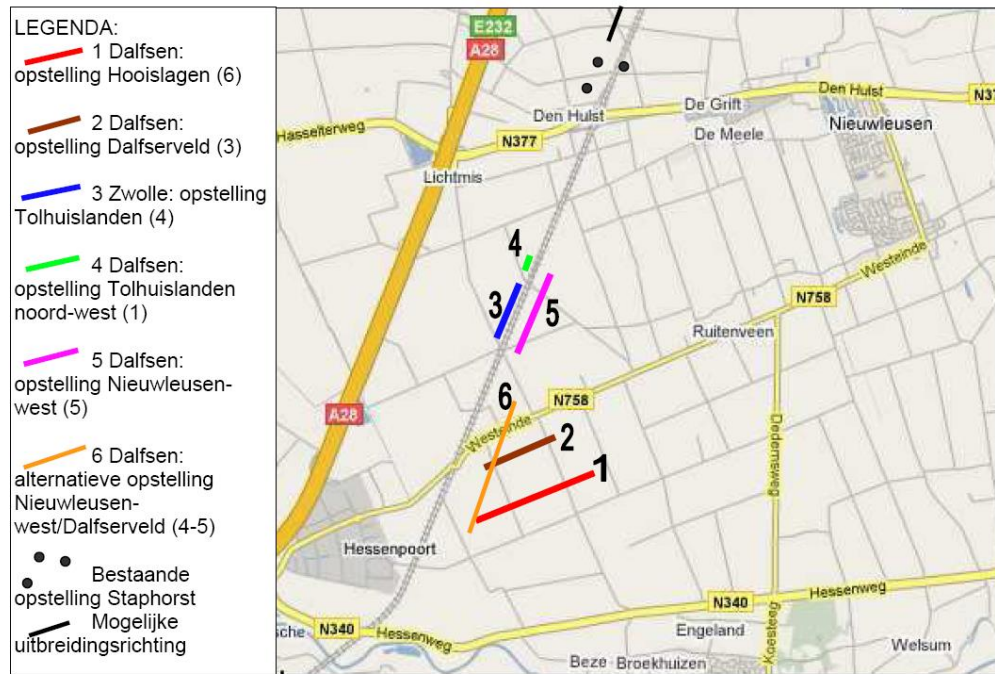 LEGENDA:
1 Dalfsen:
opstelling Hooislagen (6)
2 Dalfsen:
opstelling Dalfserveld (3)
3 Zwolle: opstelling
Tolhuislanden (4)
4 Dalfsen:
opstelling Tolhuislanden
noord-west (1)
5 Dalfsen:
opstelling Nieuwleusen-
west (5)
6 Dalfsen:
alternatieve opstelling
Nieuwleusen-
west/Dalfserveld (4-5)
Bestaande
opstelling Staphorst
Mogelijke
uitbreidingsrichting
E232
A28
Den Hulst
N37
De Grift
Den Hulst
De Meele
Nieuwleusen
Hasselterweg
N377
Lichtmis
4
Westeinde
3
5
N758
Ruitenveen
6
N758
A28
Westeinde
2
Dedemsweg
1
Hessenpoort
Hessenweg
N340
N340
Hessenweg
Engeland
Koesteeg
Welsum
sche
Beze
Broekhuizen